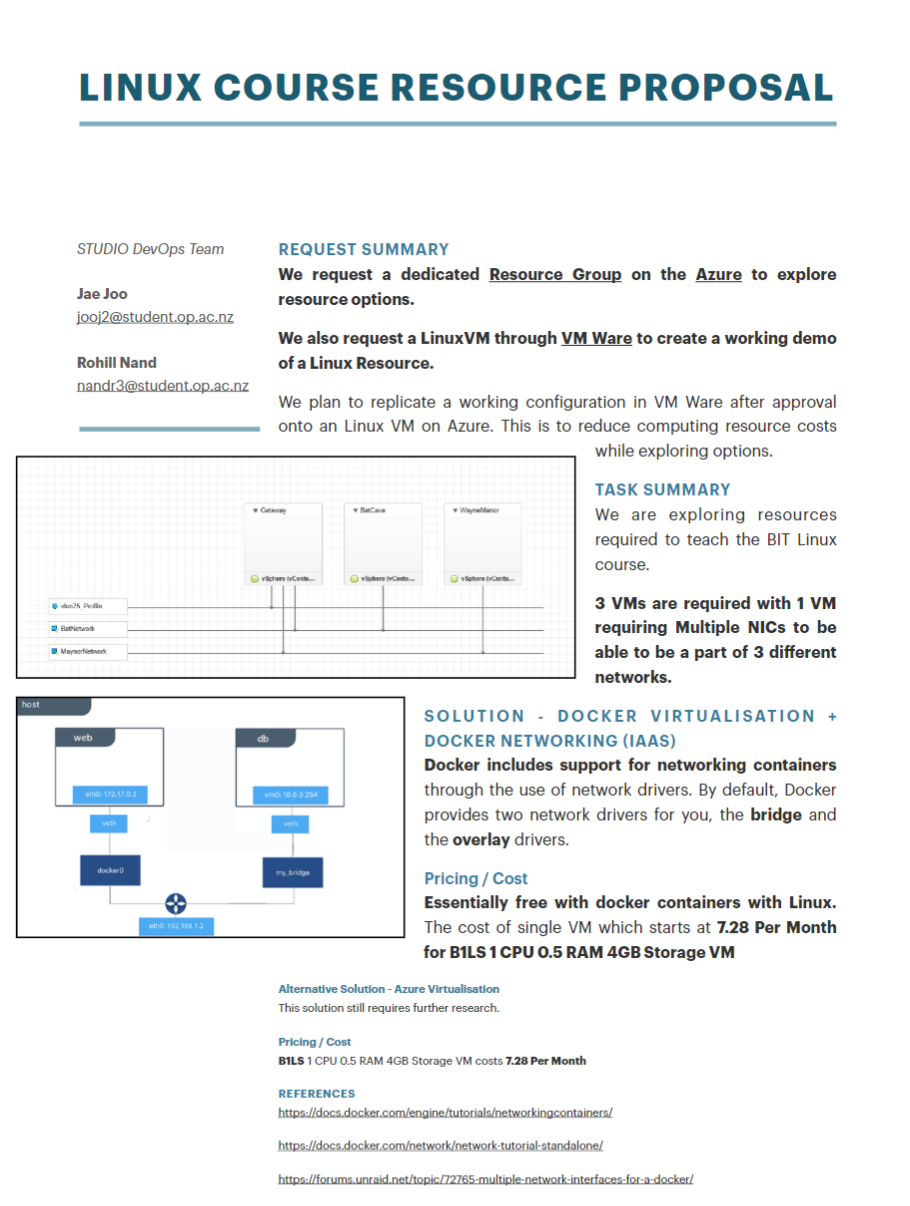 LINUX COURSE RESOURCE PROPOSAL
STUDIO DevOps Team
Jae Joo
jooj2@student.op.ac.nz
Rohill Nand
nandr3@student.op.ac.nz
REQUEST SUMMARY
We request a dedicated Resource Group on the Azure to explore
resource options.
We also request a LinuxVM through VM Ware to create a working demo
of a Linux Resource.
We plan to replicate a working configuration in VM Ware after approval
onto an Linux VM on Azure. This is to reduce computing resource costs
while exploring options.
Gateway
BatCave
WayneManor
vSphere (vCente...
vSphere (vCente...
vSphere (vCente...
vlan25_Profile
BatNetwork
MaynorNetwork
TASK SUMMARY
We are exploring resources
required to teach the BIT Linux
course.
3 VMs are required with 1 VM
requiring Multiple NICs to be
able to be a part of 3 different
networks.
host
web
db
eth0: 172.17.0.2
eth0: 10.0.0.254
veth
veth
docker0
my_bridge
eth0: 192.168.1.2
SOLUTION - DOCKER VIRTUALISATION +
DOCKER NETWORKING (IAAS)
Docker includes support for networking containers
through the use of network drivers. By default, Docker
provides two network drivers for you, the bridge and
the overlay drivers.
Pricing / Cost
Essentially free with docker containers with Linux.
The cost of single VM which starts at 7.28 Per Month
for B1LS 1 CPU 0.5 RAM 4GB Storage VM
Alternative Solution - Azure Virtualisation
This solution still requires further research.
Pricing / Cost
B1LS 1 CPU 0.5 RAM 4GB Storage VM costs 7.28 Per Month
REFERENCES
https://docs.docker.com/engine/tutorials/networkingcontainers/
https://docs.docker.com/network/network-tutorial-standalone/
https://forums.unraid.net/topic/72765-multiple-network-interfaces-for-a-docker/